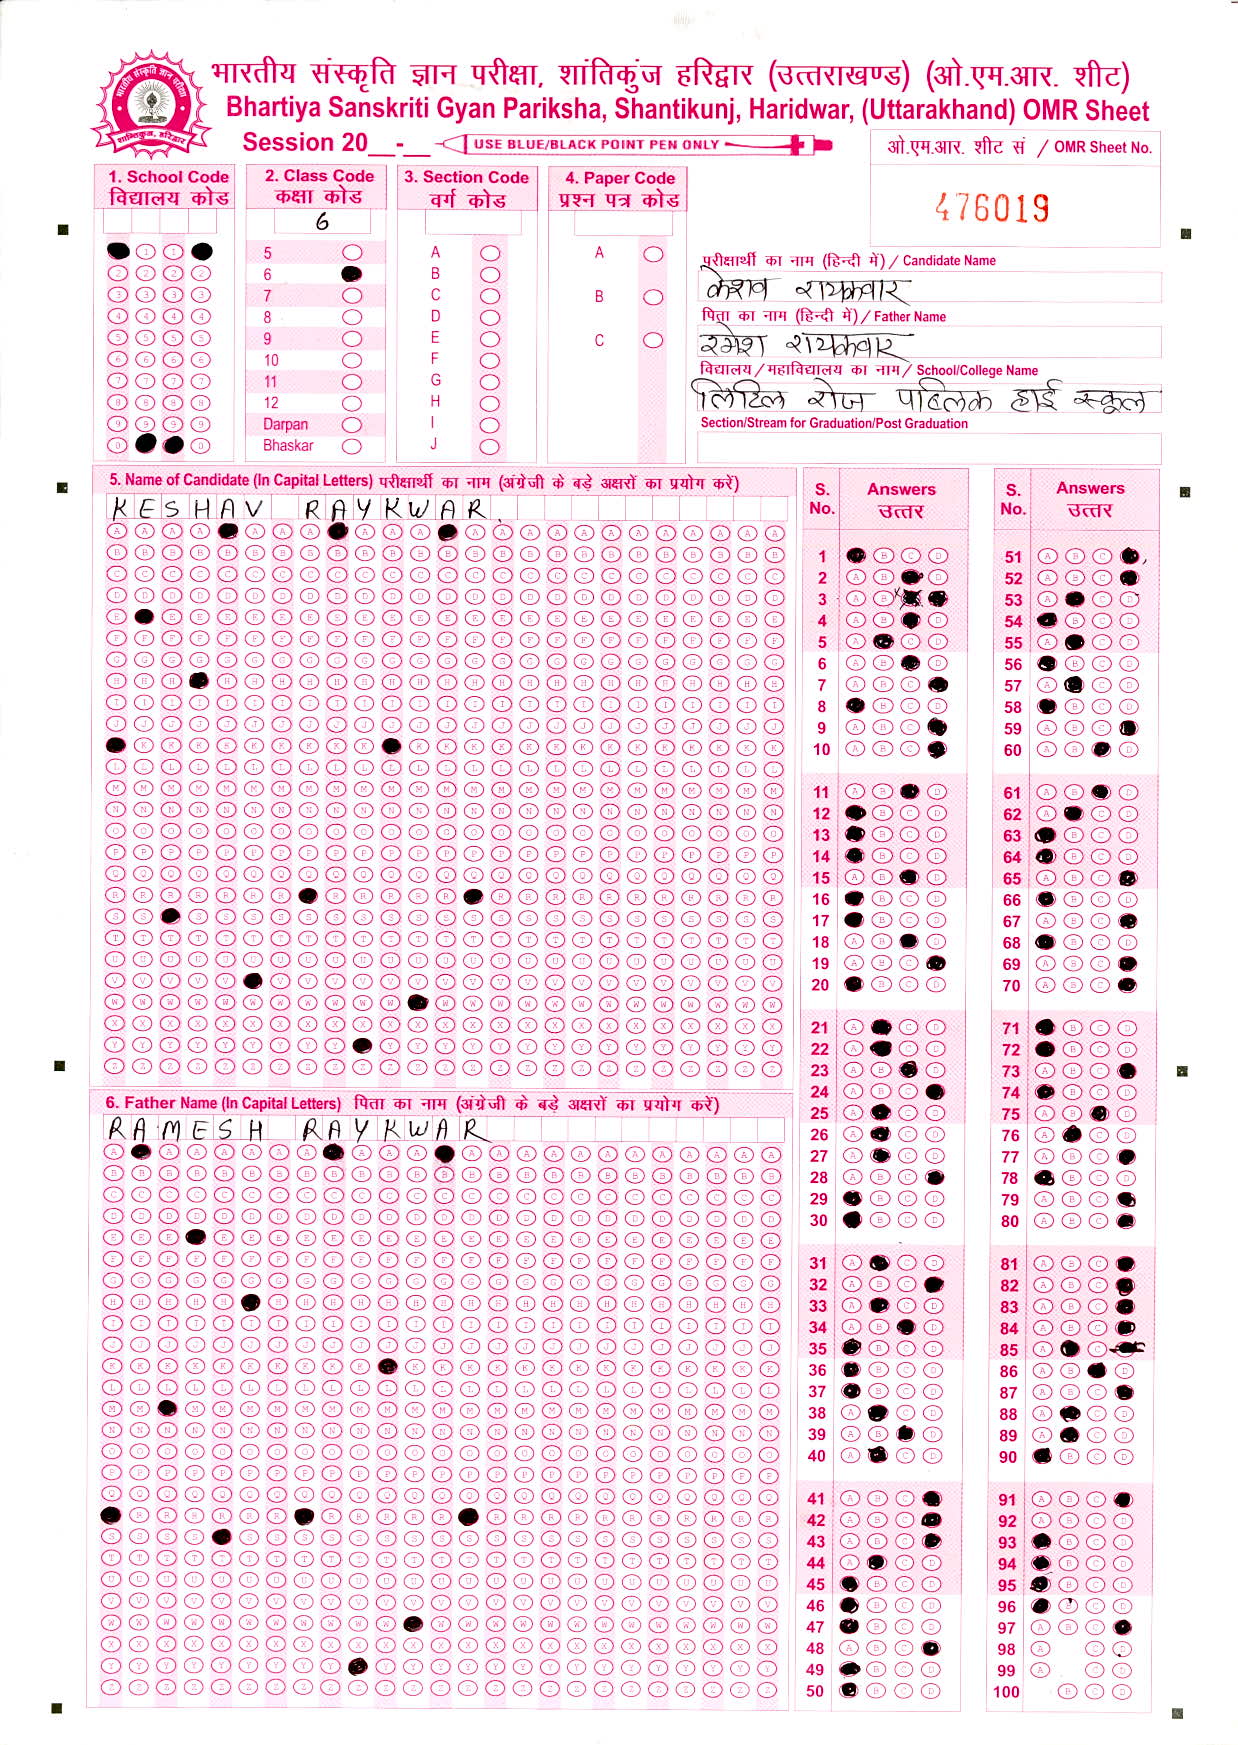 भारतीय संस्कृति ज्ञान परीक्षा, शांतिकुंज हरिद्वार (उत्तराखण्ड) (ओ.एम.आर. शीट)
Bhartiya Sanskriti Gyan Pariksha, Shantikunj, Haridwar, (Uttarakhand) OMR Sheet
Session 20__-__ USE BLUE/BLACK POINT PEN ONLY
ओ.एम.आर. शीट सं / OMR Sheet No.
476019
1. School Code
विद्यालय कोड
2. Class Code
कक्षा कोड
6
5
6
7
8
9
10
11
12
Darpan
Bhaskar
3. Section Code
वर्ग कोड
A
B
C
D
E
F
G
H
I
J
4. Paper Code
प्रश्न पत्र कोड
A
B
C
परीक्षार्थी का नाम (हिन्दी में) / Candidate Name
केशव रायकवार
पिता का नाम (हिन्दी में) / Father Name
रमेश रायकवार
विद्यालय / महाविद्यालय का नाम / School/College Name
लिटिल रोज पब्लिक हाई स्कूल
Section/Stream for Graduation/Post Graduation
5. Name of Candidate (In Capital Letters) परीक्षार्थी का नाम (अंग्रेजी के बड़े अक्षरों का प्रयोग करें)
KESHAV RAYKWAR
6. Father Name (In Capital Letters) पिता का नाम (अंग्रेजी के बड़े अक्षरों का प्रयोग करें)
RAMESH RAYKWAR
S. No. Answers उत्तर
1
2
3
4
5
6
7
8
9
10
11
12
13
14
15
16
17
18
19
20
21
22
23
24
25
26
27
28
29
30
31
32
33
34
35
36
37
38
39
40
41
42
43
44
45
46
47
48
49
50
S. No. Answers उत्तर
51
52
53
54
55
56
57
58
59
60
61
62
63
64
65
66
67
68
69
70
71
72
73
74
75
76
77
78
79
80
81
82
83
84
85
86
87
88
89
90
91
92
93
94
95
96
97
98
99
100